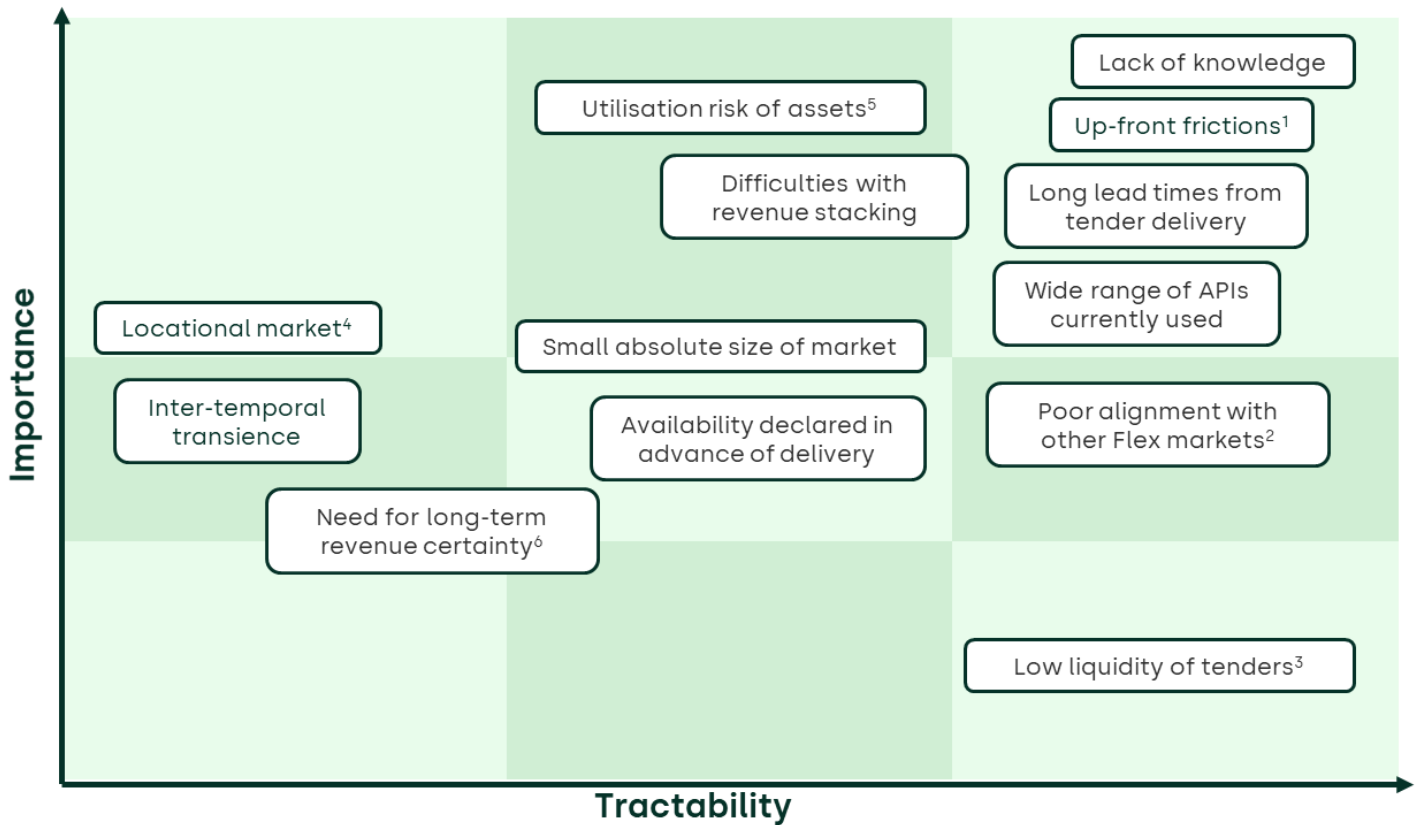 Lack of knowledge
Utilisation risk of assets⁵
Up-front frictions¹
Difficulties with
revenue stacking
Long lead times from
tender delivery
Wide range of APIs
currently used
Locational market⁴
Small absolute size of market
Inter-temporal
transience
Availability declared in
advance of delivery
Poor alignment with
other Flex markets²
Need for long-term
revenue certainty⁶
Low liquidity of tenders³
Importance
Tractability